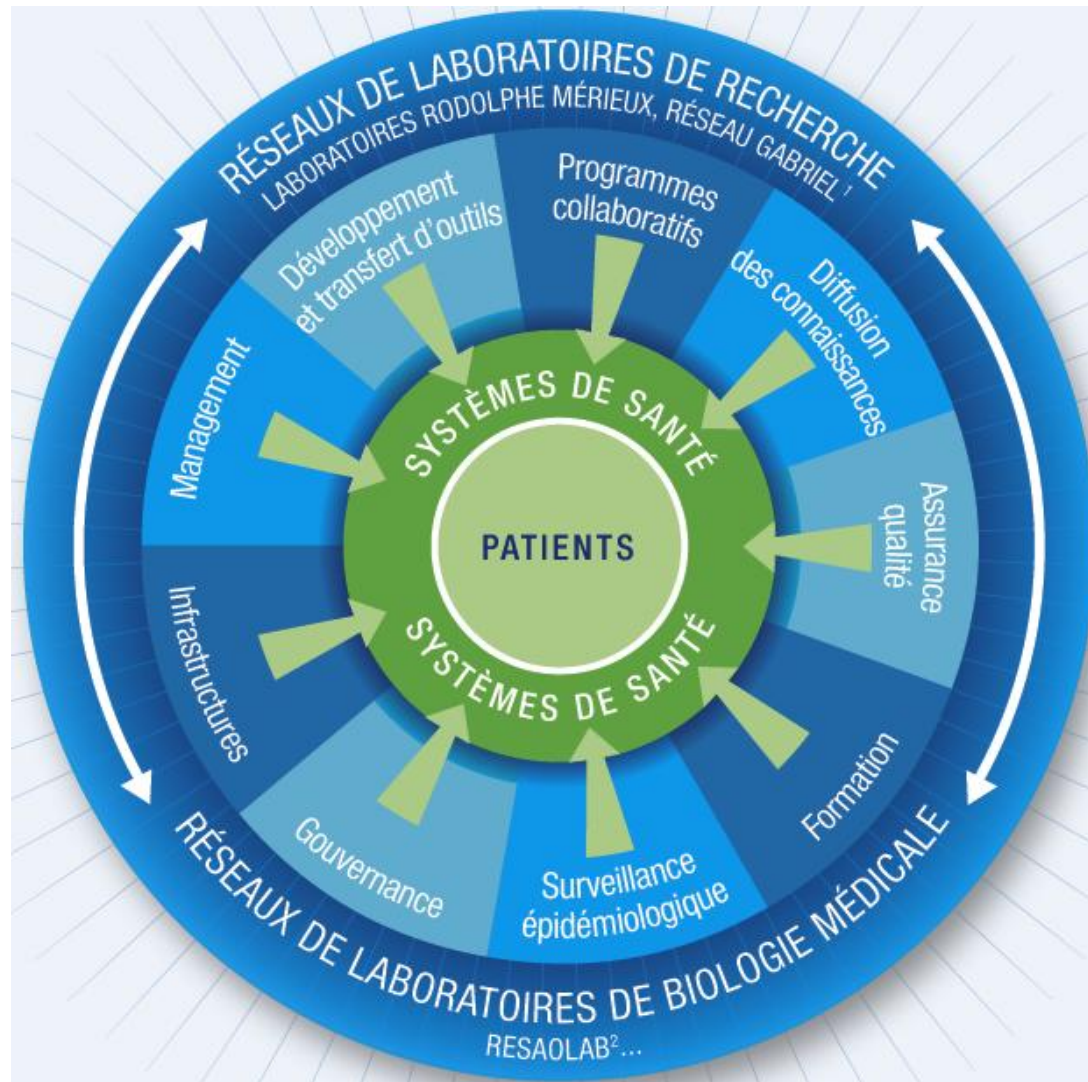 RÉSEAUX DE LABORATOIRES DE RECHERCHE
LABORATOIRES RODOLPHE MÉRIEUX, RÉSEAU GABRIEL 1
Développement
et transfert d'outils
Programmes
collaboratifs
Diffusion
des connaissances
Management
Assurance
qualité
SYSTÈMES DE SANTÉ
PATIENTS
SYSTÈMES DE SANTÉ
Infrastructures
Formation
Gouvernance
Surveillance
épidémiologique
RÉSEAUX DE LABORATOIRES DE BIOLOGIE MÉDICALE
RESAOLAB2...